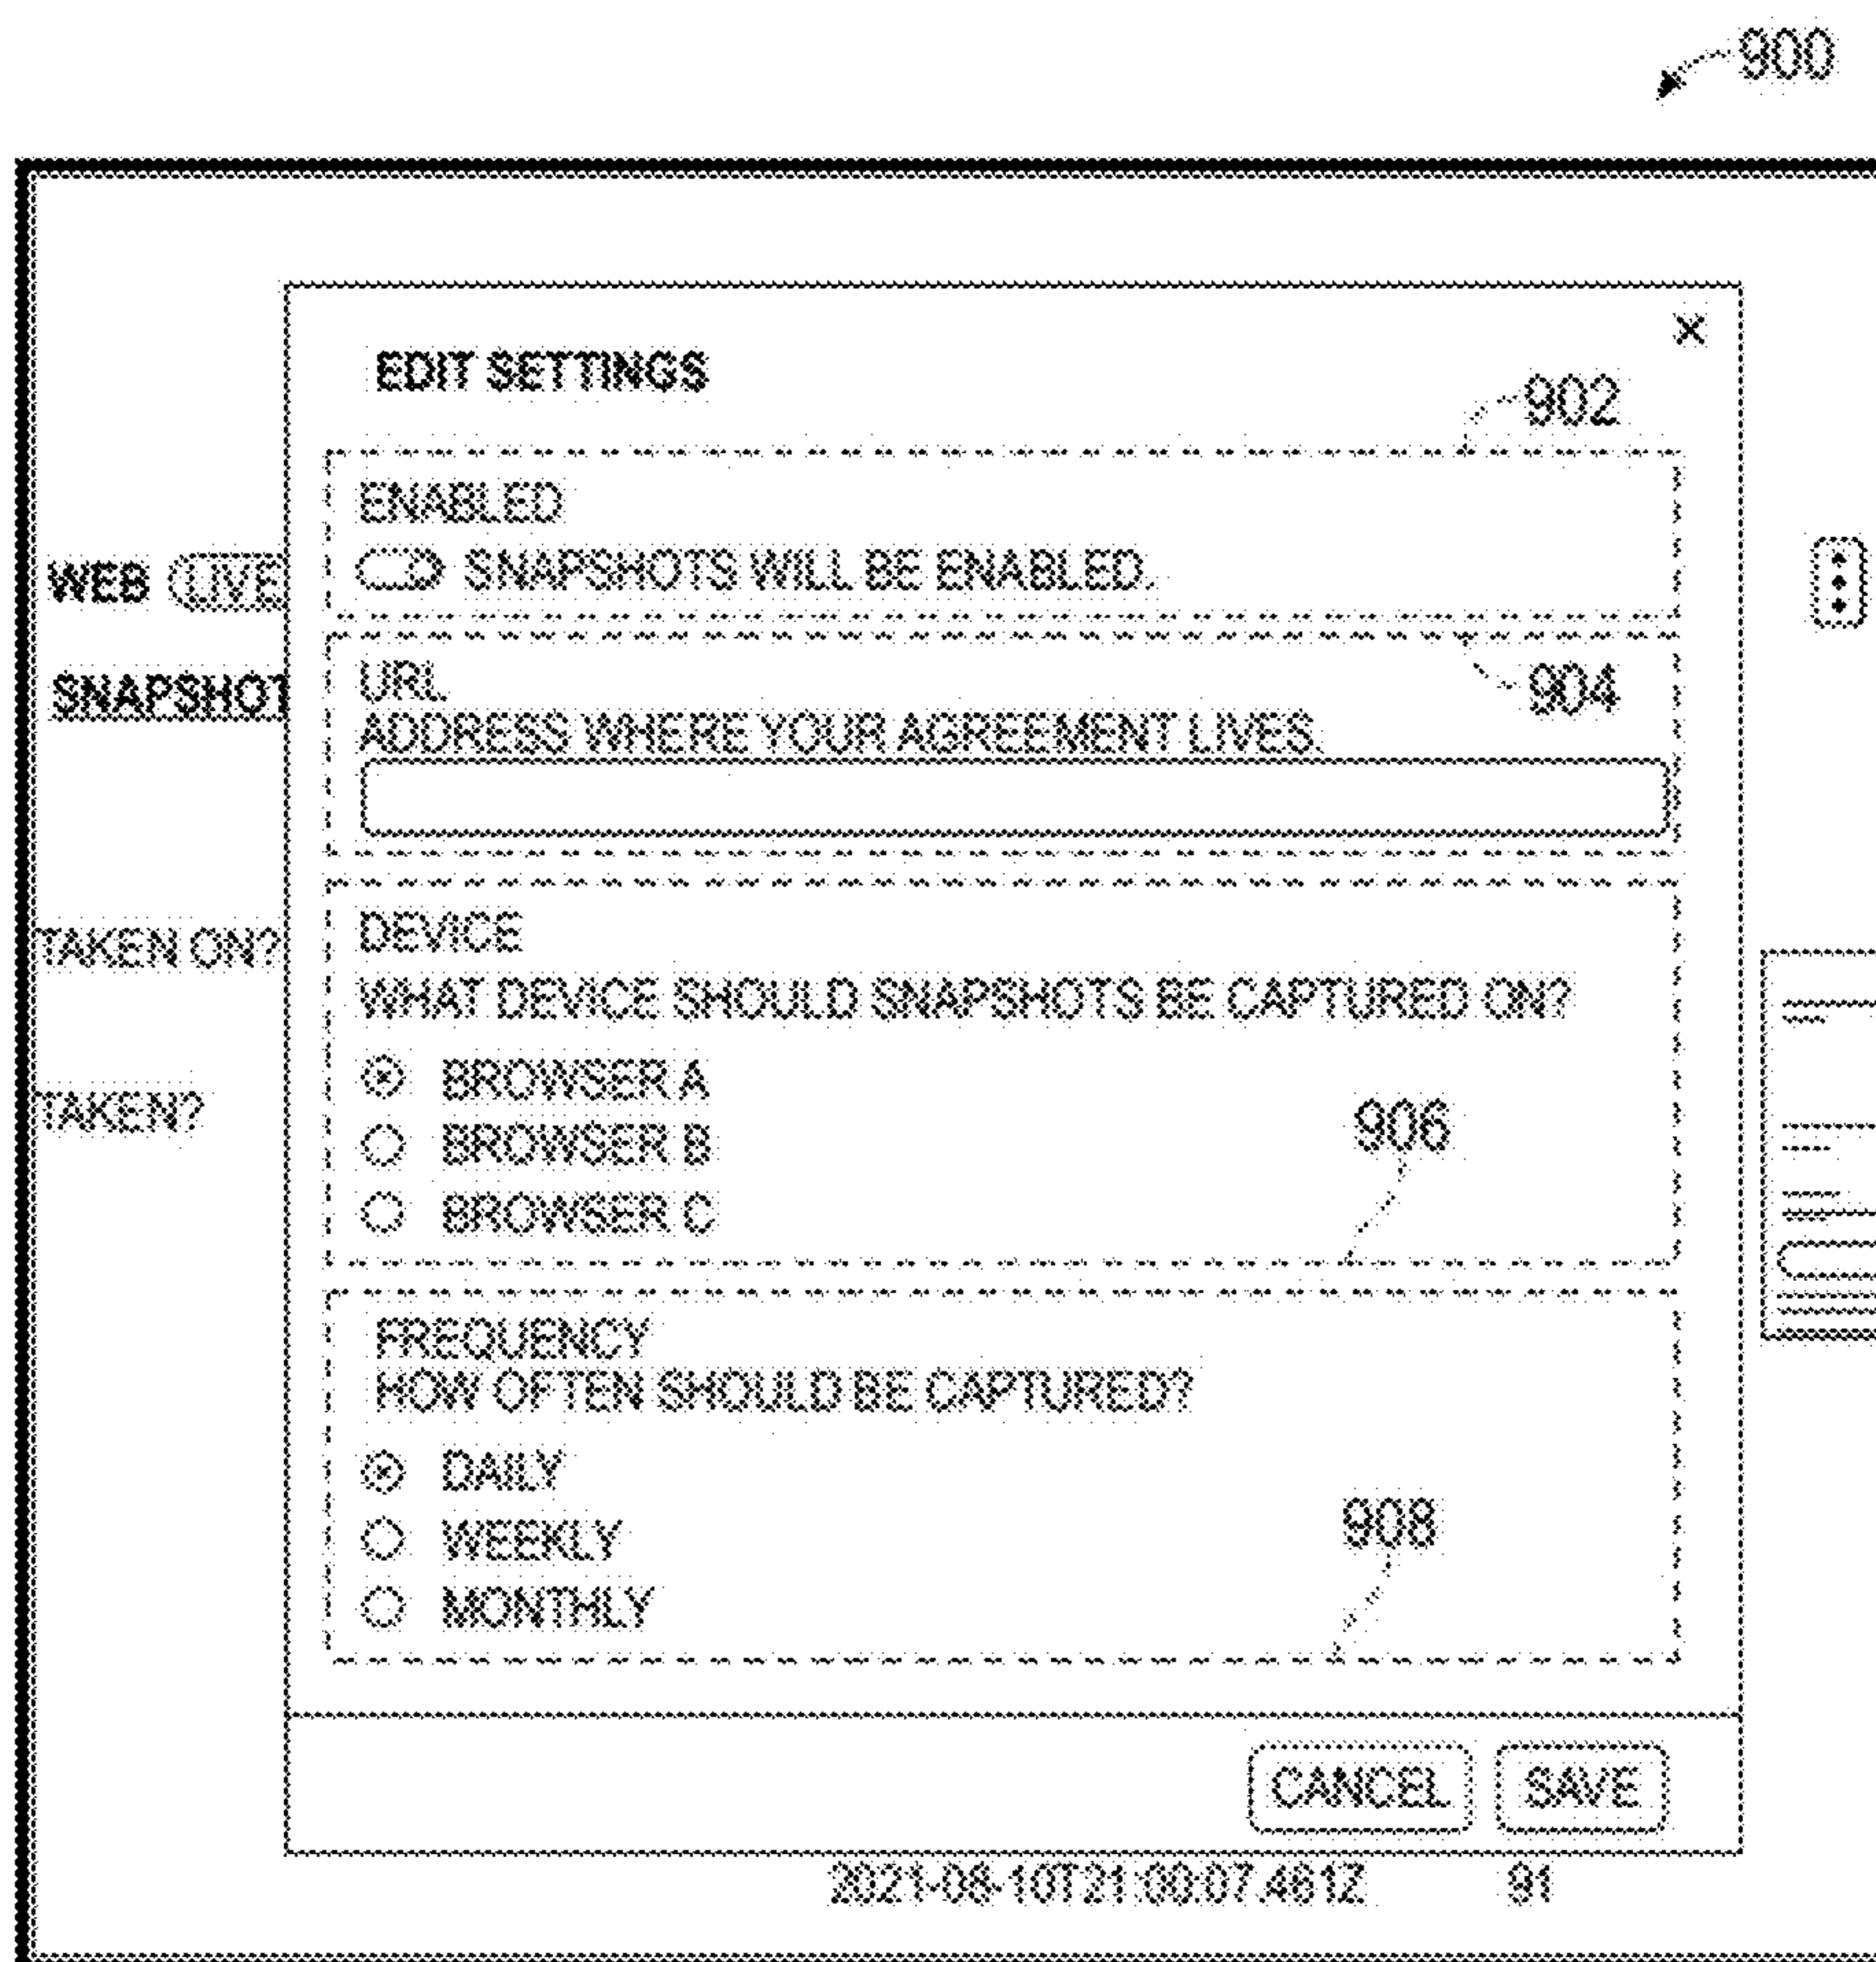 900
×
EDIT SETTINGS
902
ENABLED
SNAPSHOTS WILL BE ENABLED.
WEB LIVE
904
URL
ADDRESS WHERE YOUR AGREEMENT LIVES.
SNAPSHOT
DEVICE
WHAT DEVICE SHOULD SNAPSHOTS BE CAPTURED ON?
TAKEN ON?
BROWSER A
BROWSER B
BROWSER C
906
TAKEN?
FREQUENCY
HOW OFTEN SHOULD BE CAPTURED?
DAILY
WEEKLY
MONTHLY
908
CANCEL SAVE
2021-08-10T21:00:07.461Z 91